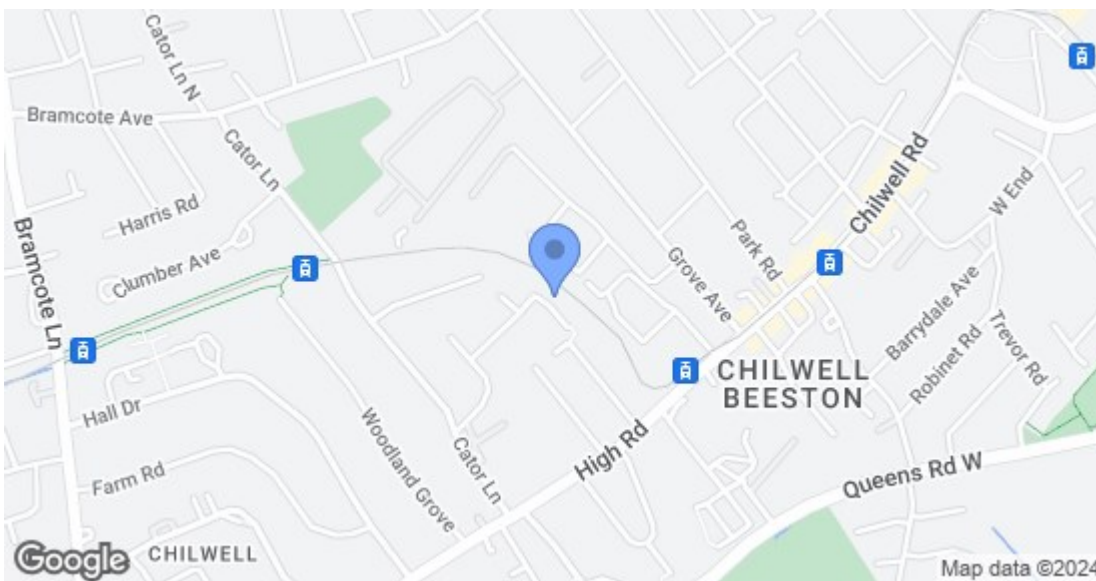 Cator Ln N
Bramcote Ave
Cator Ln
Harris Rd
Clumber Ave
Bramcote Ln
Hall Dr
Farm Rd
Woodland Grove
Cator Ln
CHILWELL
High Rd
Grove Ave
Park Rd
Chilwell Rd
W End
Barrydale Ave
Robinet Rd
Trevor Rd
CHILWELL
BEESTON
Queens Rd W
Google
Map data ©2024